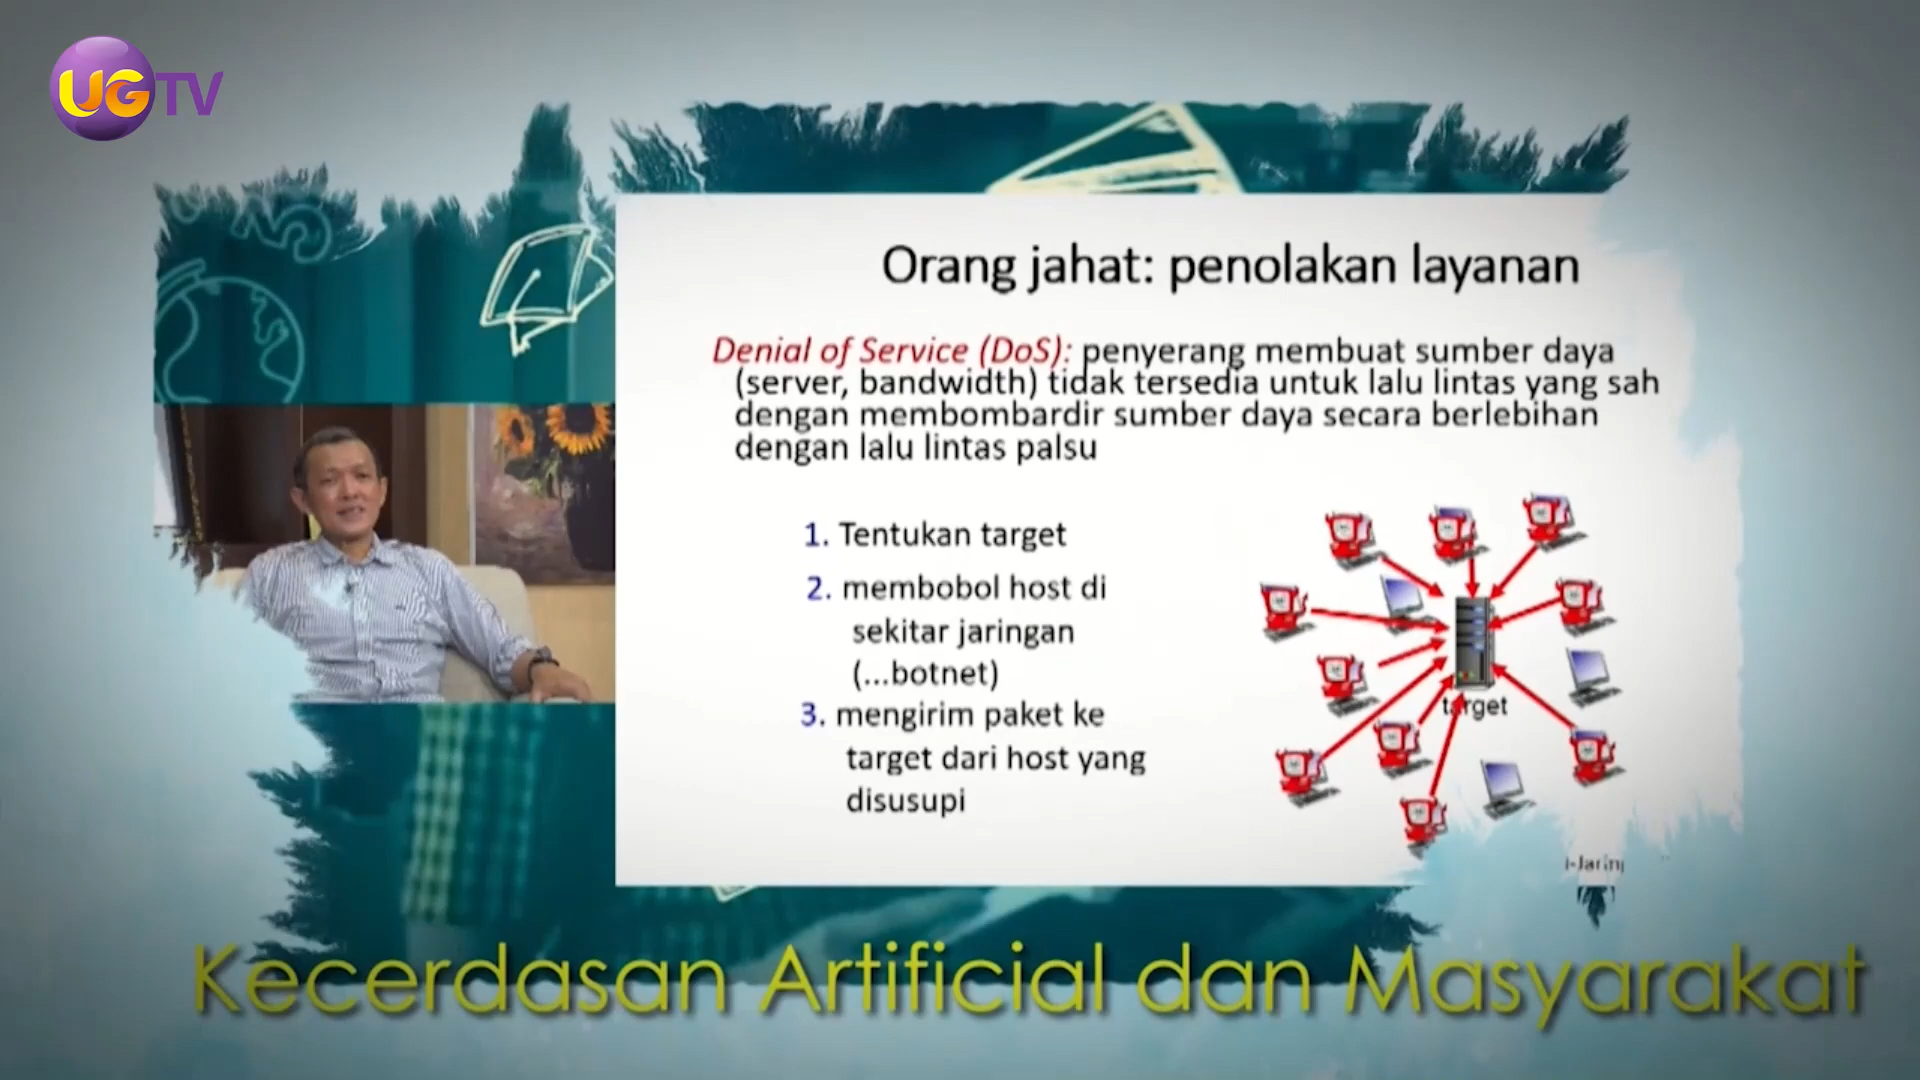 UGTV
Orang jahat: penolakan layanan
Denial of Service (DoS): penyerang membuat sumber daya
(server, bandwidth) tidak tersedia untuk lalu lintas yang sah
dengan membombardir sumber daya secara berlebihan
dengan lalu lintas palsu
1. Tentukan target
2. membobol host di
sekitar jaringan
(...botnet)
3. mengirim paket ke
target dari host yang
disusupi
target
Kecerdasan Artificial dan Masyarakat